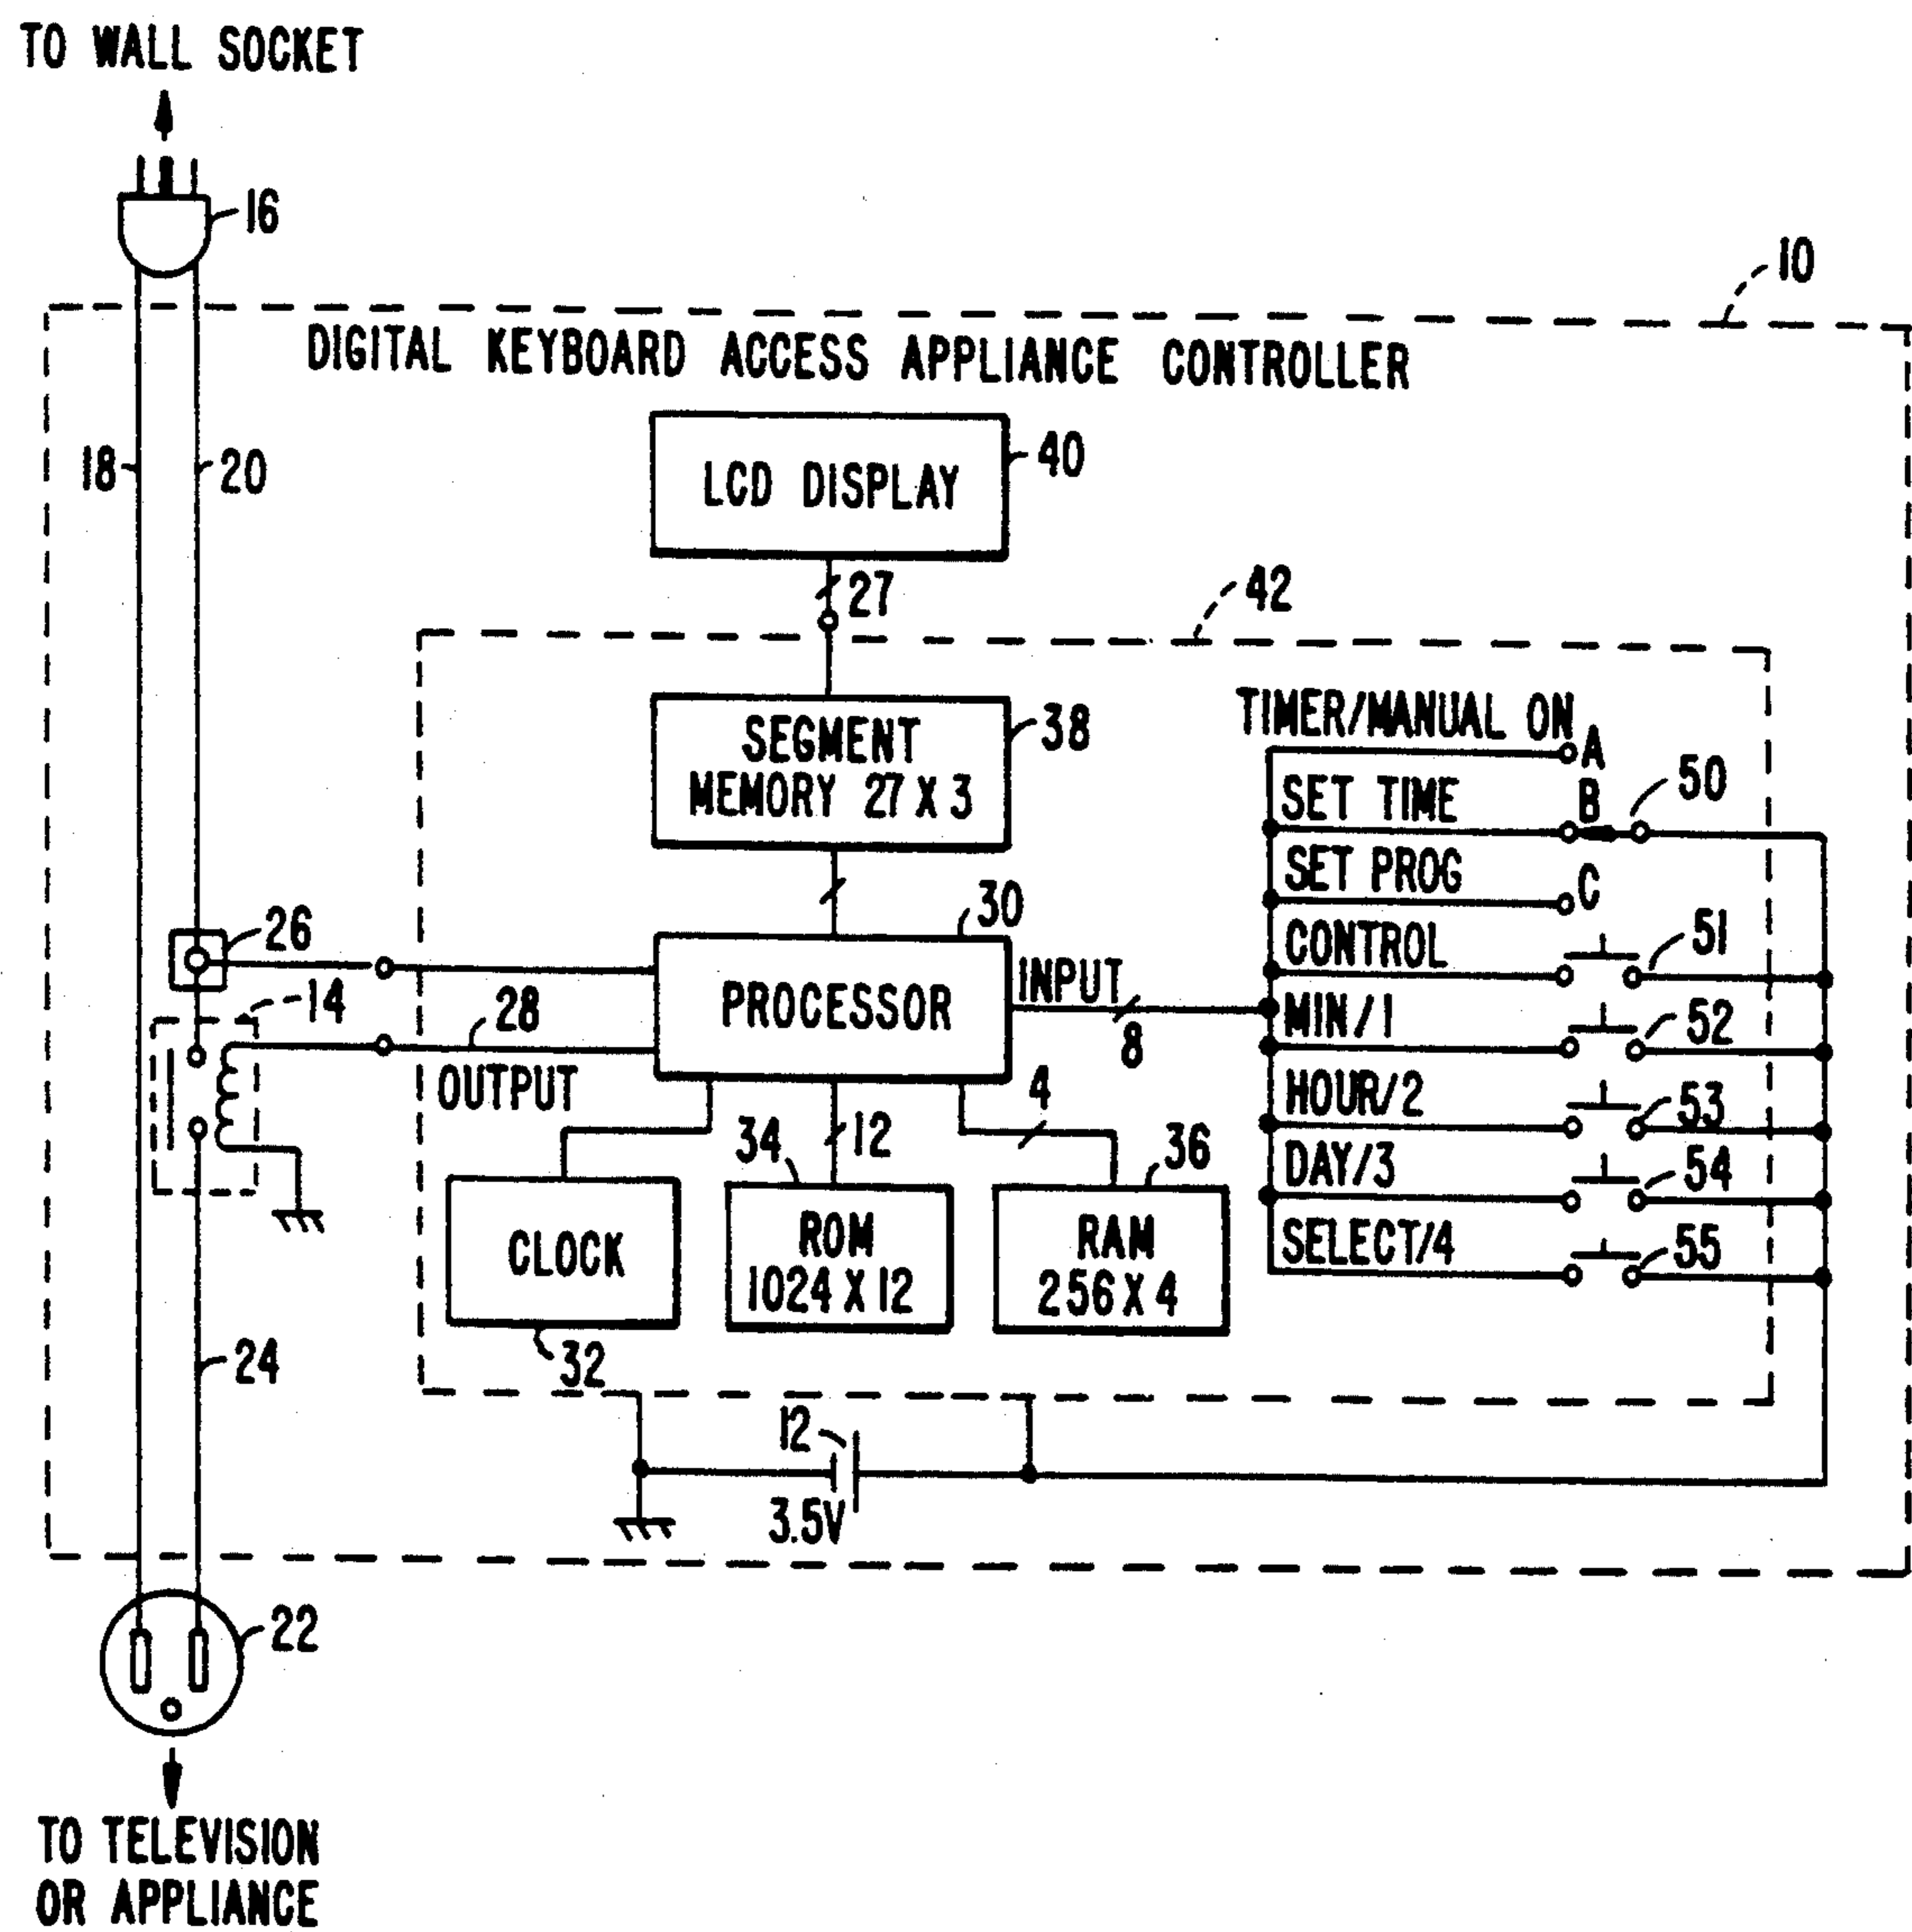 TO WALL SOCKET
16
10
DIGITAL KEYBOARD ACCESS APPLIANCE CONTROLLER
18
20
LCD DISPLAY
40
27
42
SEGMENT
MEMORY 27 X 3
38
TIMER/MANUAL ON
A
SET TIME
B
50
SET PROG
C
26
30
CONTROL
51
14
28
PROCESSOR
INPUT
8
MIN/1
52
OUTPUT
HOUR/2
53
34
12
4
36
DAY/3
54
CLOCK
ROM
1024 X 12
RAM
256 X 4
SELECT/4
55
32
24
12
3.5V
22
TO TELEVISION
OR APPLIANCE